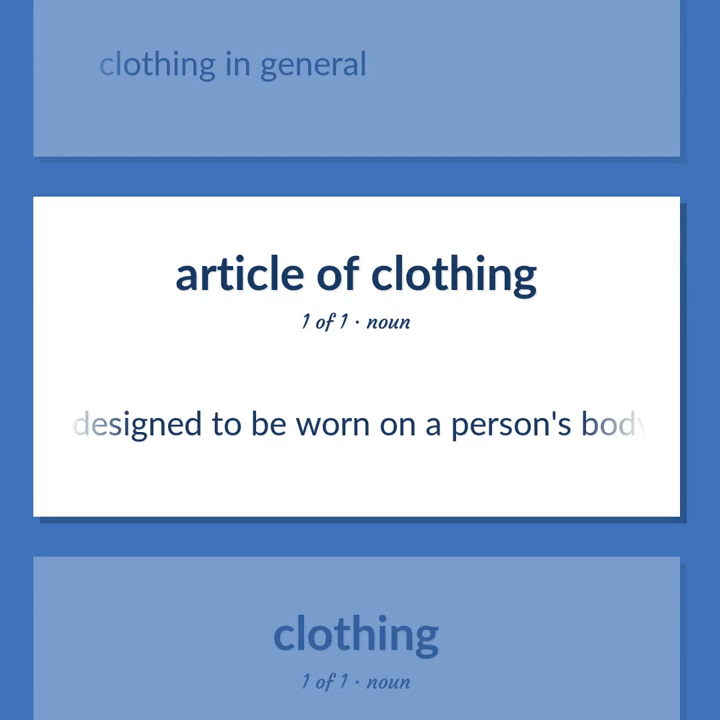 clothing in general
article of clothing
1 of 1 · noun
designed to be worn on a person's body
clothing
1 of 1 · noun